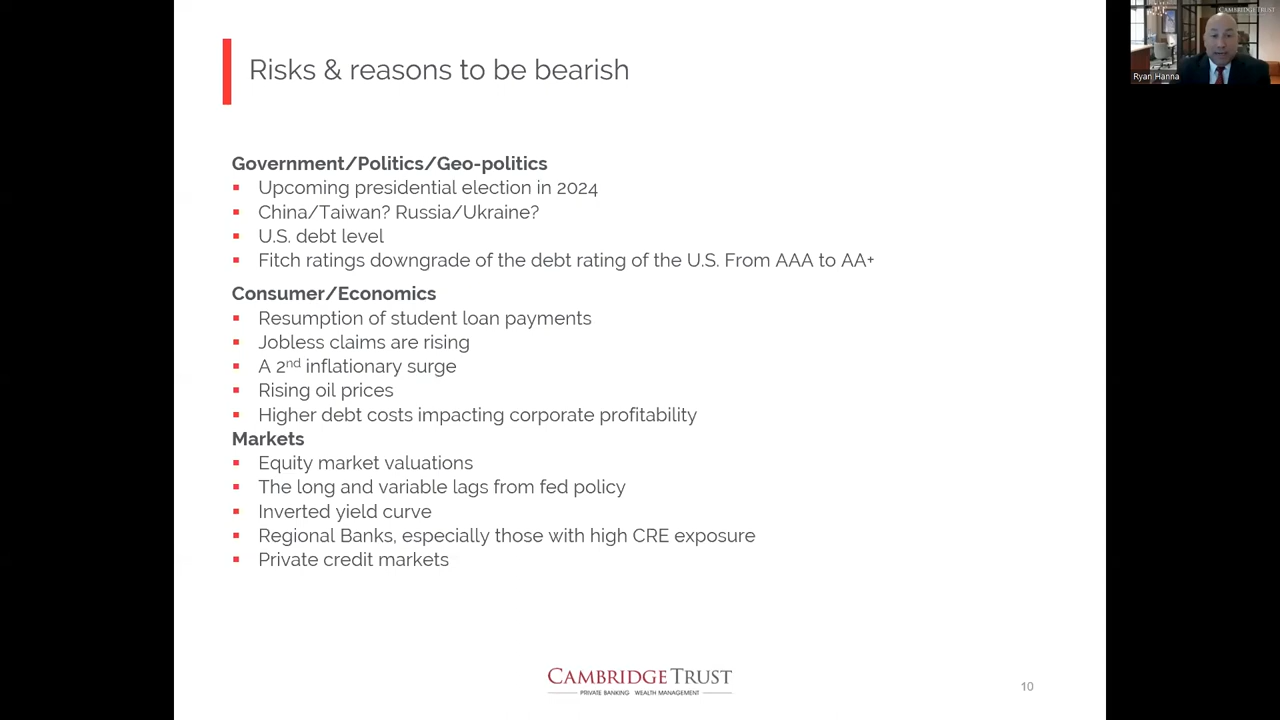 Risks & reasons to be bearish
Government/Politics/Geo-politics
▪ Upcoming presidential election in 2024
▪ China/Taiwan? Russia/Ukraine?
▪ U.S. debt level
▪ Fitch ratings downgrade of the debt rating of the U.S. From AAA to AA+
Consumer/Economics
▪ Resumption of student loan payments
▪ Jobless claims are rising
▪ A 2nd inflationary surge
▪ Rising oil prices
▪ Higher debt costs impacting corporate profitability
Markets
▪ Equity market valuations
▪ The long and variable lags from fed policy
▪ Inverted yield curve
▪ Regional Banks, especially those with high CRE exposure
▪ Private credit markets
CAMBRIDGE TRUST
PRIVATE BANKING WEALTH MANAGEMENT
10
CAMBRIDGE TRUST
Ryan Hanna